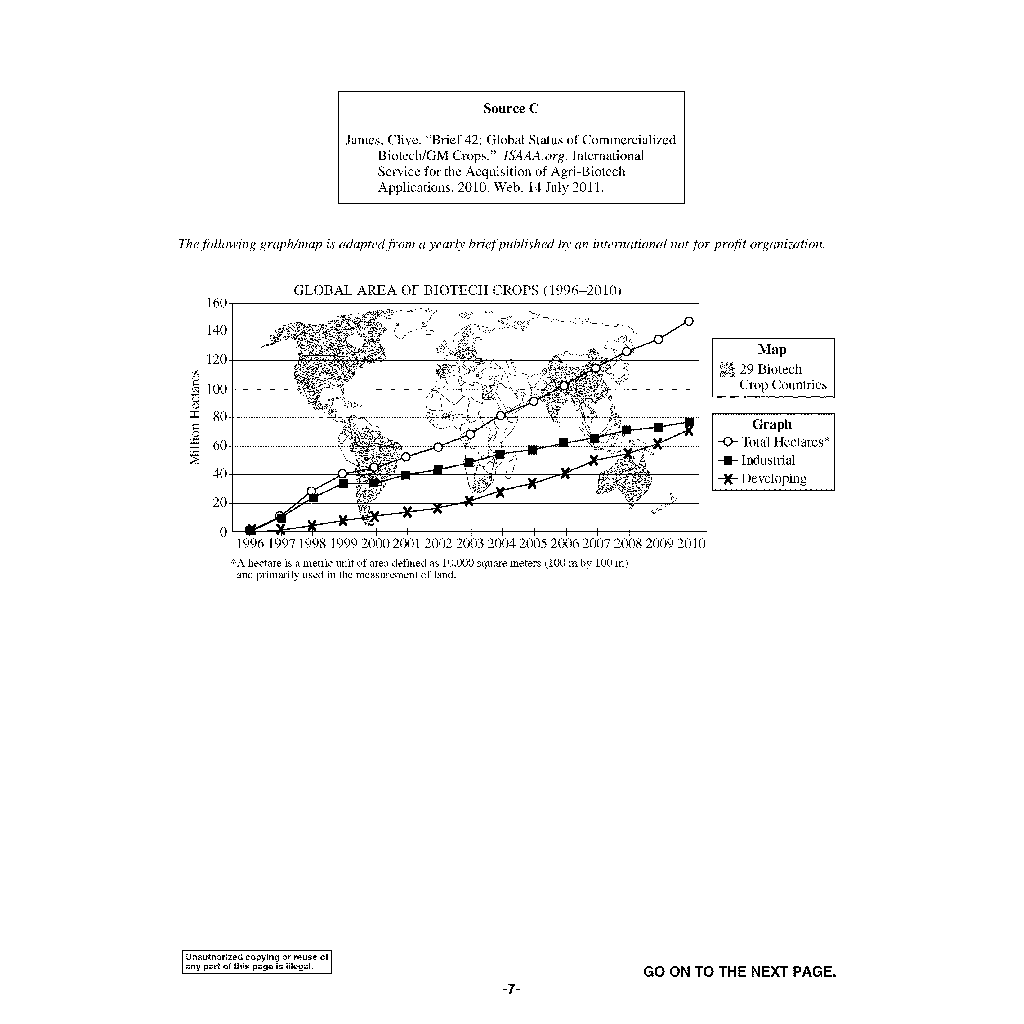 Source C
James, Clive. “Brief 42: Global Status of Commercialized
Biotech/GM Crops.” ISAAA.org. International
Service for the Acquisition of Agri-Biotech
Applications, 2010. Web. 14 July 2011.
The following graph/map is adapted from a yearly brief published by an international not-for-profit organization.
GLOBAL AREA OF BIOTECH CROPS (1996–2010)
Million Hectares
160
140
120
100
80
60
40
20
0
1996 1997 1998 1999 2000 2001 2002 2003 2004 2005 2006 2007 2008 2009 2010
Map
29 Biotech
Crop Countries
Graph
Total Hectares*
Industrial
Developing
*A hectare is a metric unit of area defined as 10,000 square meters (100 m by 100 m)
and primarily used in the measurement of land.
Unauthorized copying or reuse of
any part of this page is illegal.
GO ON TO THE NEXT PAGE.
-7-